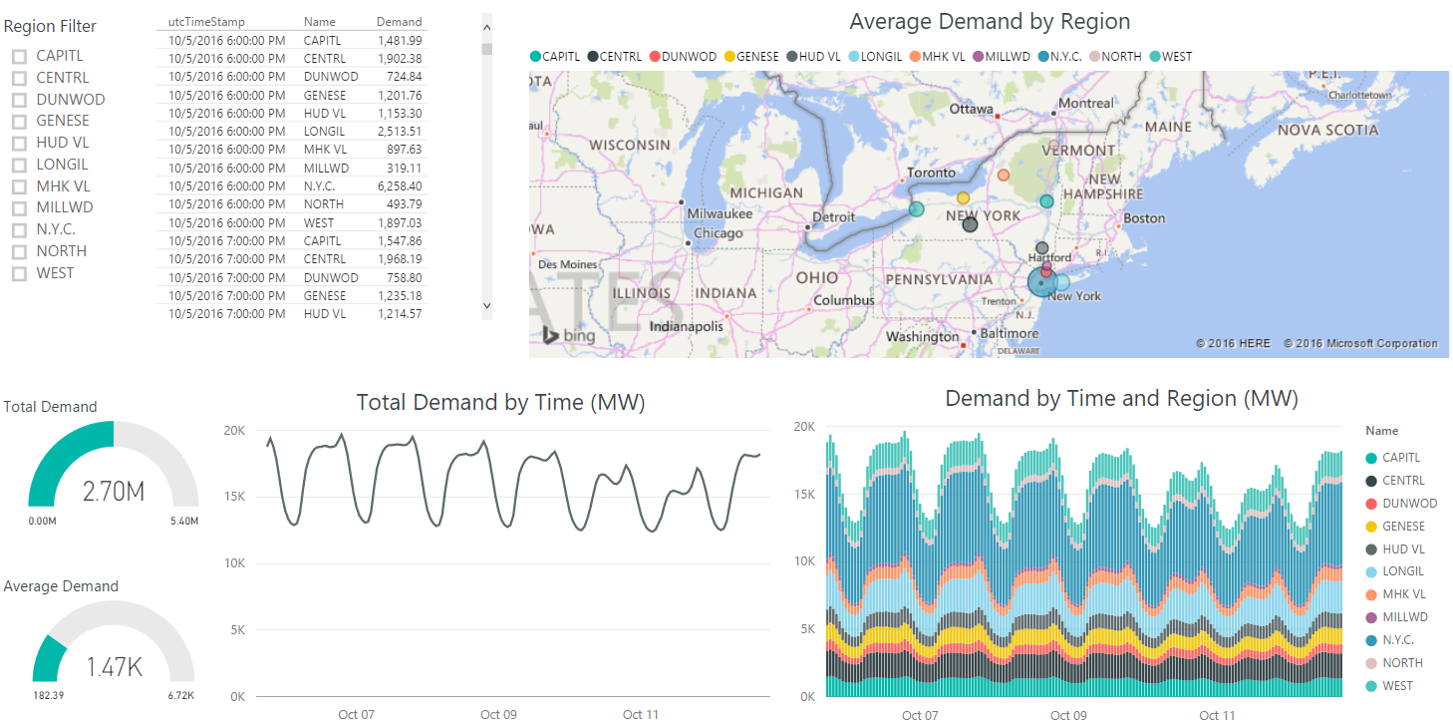 Region Filter
CAPITL
CENTRL
DUNWOD
GENESE
HUD VL
LONGIL
MHK VL
MILLWD
N.Y.C.
NORTH
WEST
utcTimeStamp Name Demand
10/5/2016 6:00:00 PM CAPITL 1,481.99
10/5/2016 6:00:00 PM CENTRL 1,902.38
10/5/2016 6:00:00 PM DUNWOD 724.84
10/5/2016 6:00:00 PM GENESE 1,201.76
10/5/2016 6:00:00 PM HUD VL 1,153.30
10/5/2016 6:00:00 PM LONGIL 2,513.51
10/5/2016 6:00:00 PM MHK VL 897.63
10/5/2016 6:00:00 PM MILLWD 319.11
10/5/2016 6:00:00 PM N.Y.C. 6,258.40
10/5/2016 6:00:00 PM NORTH 493.79
10/5/2016 6:00:00 PM WEST 1,897.03
10/5/2016 7:00:00 PM CAPITL 1,547.86
10/5/2016 7:00:00 PM CENTRL 1,968.19
10/5/2016 7:00:00 PM DUNWOD 758.80
10/5/2016 7:00:00 PM GENESE 1,235.18
10/5/2016 7:00:00 PM HUD VL 1,214.57
Average Demand by Region
CAPITL CENTRL DUNWOD GENESE HUD VL LONGIL MHK VL MILLWD N.Y.C. NORTH WEST
OTA
P.E.I.
Charlottetown
Ottawa
Montreal
aul
MAINE
NOVA SCOTIA
WISCONSIN
VERMONT
Toronto
NEW
HAMPSHIRE
MICHIGAN
Milwaukee
Detroit
NEW YORK
Boston
OWA
Chicago
Hartford
R.I.
Des Moines
OHIO
PENNSYLVANIA
ILLINOIS
INDIANA
Columbus
Trenton
New York
N.J.
ATES
Indianapolis
Washington
Baltimore
DELAWARE
bing
© 2016 HERE © 2016 Microsoft Corporation
Total Demand
2.70M
0.00M
5.40M
Average Demand
1.47K
182.39
6.72K
Total Demand by Time (MW)
20K
15K
10K
5K
0K
Oct 07 Oct 09 Oct 11
Demand by Time and Region (MW)
20K
15K
10K
5K
0K
Oct 07 Oct 09 Oct 11
Name
CAPITL
CENTRL
DUNWOD
GENESE
HUD VL
LONGIL
MHK VL
MILLWD
N.Y.C.
NORTH
WEST